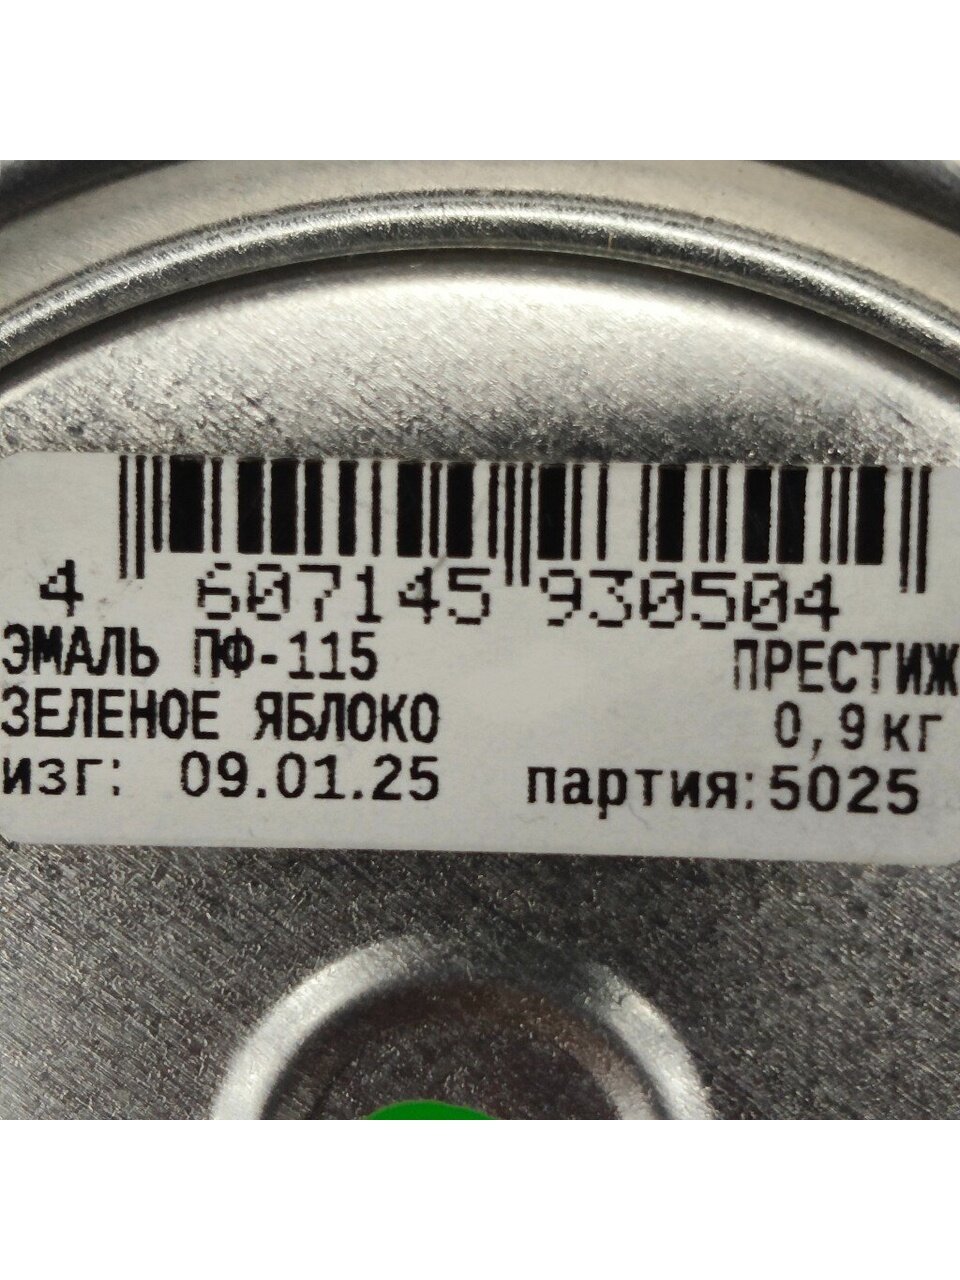 4 607145 930504
ЭМАЛЬ ПФ-115 ПРЕСТИЖ
ЗЕЛЕНОЕ ЯБЛОКО 0,9кг
изг: 09.01.25 партия:5025